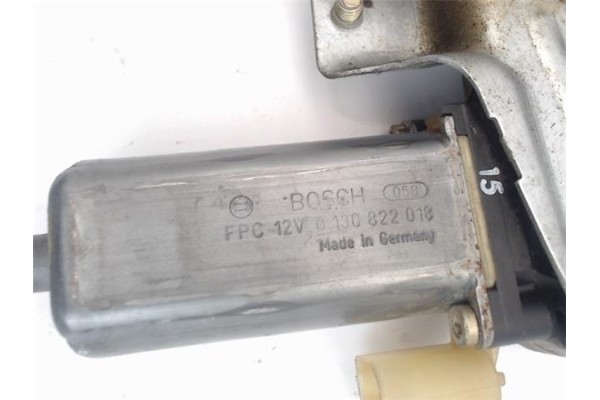 BOSCH 058
FPC 12V 0 130 822 018
Made in Germany
15